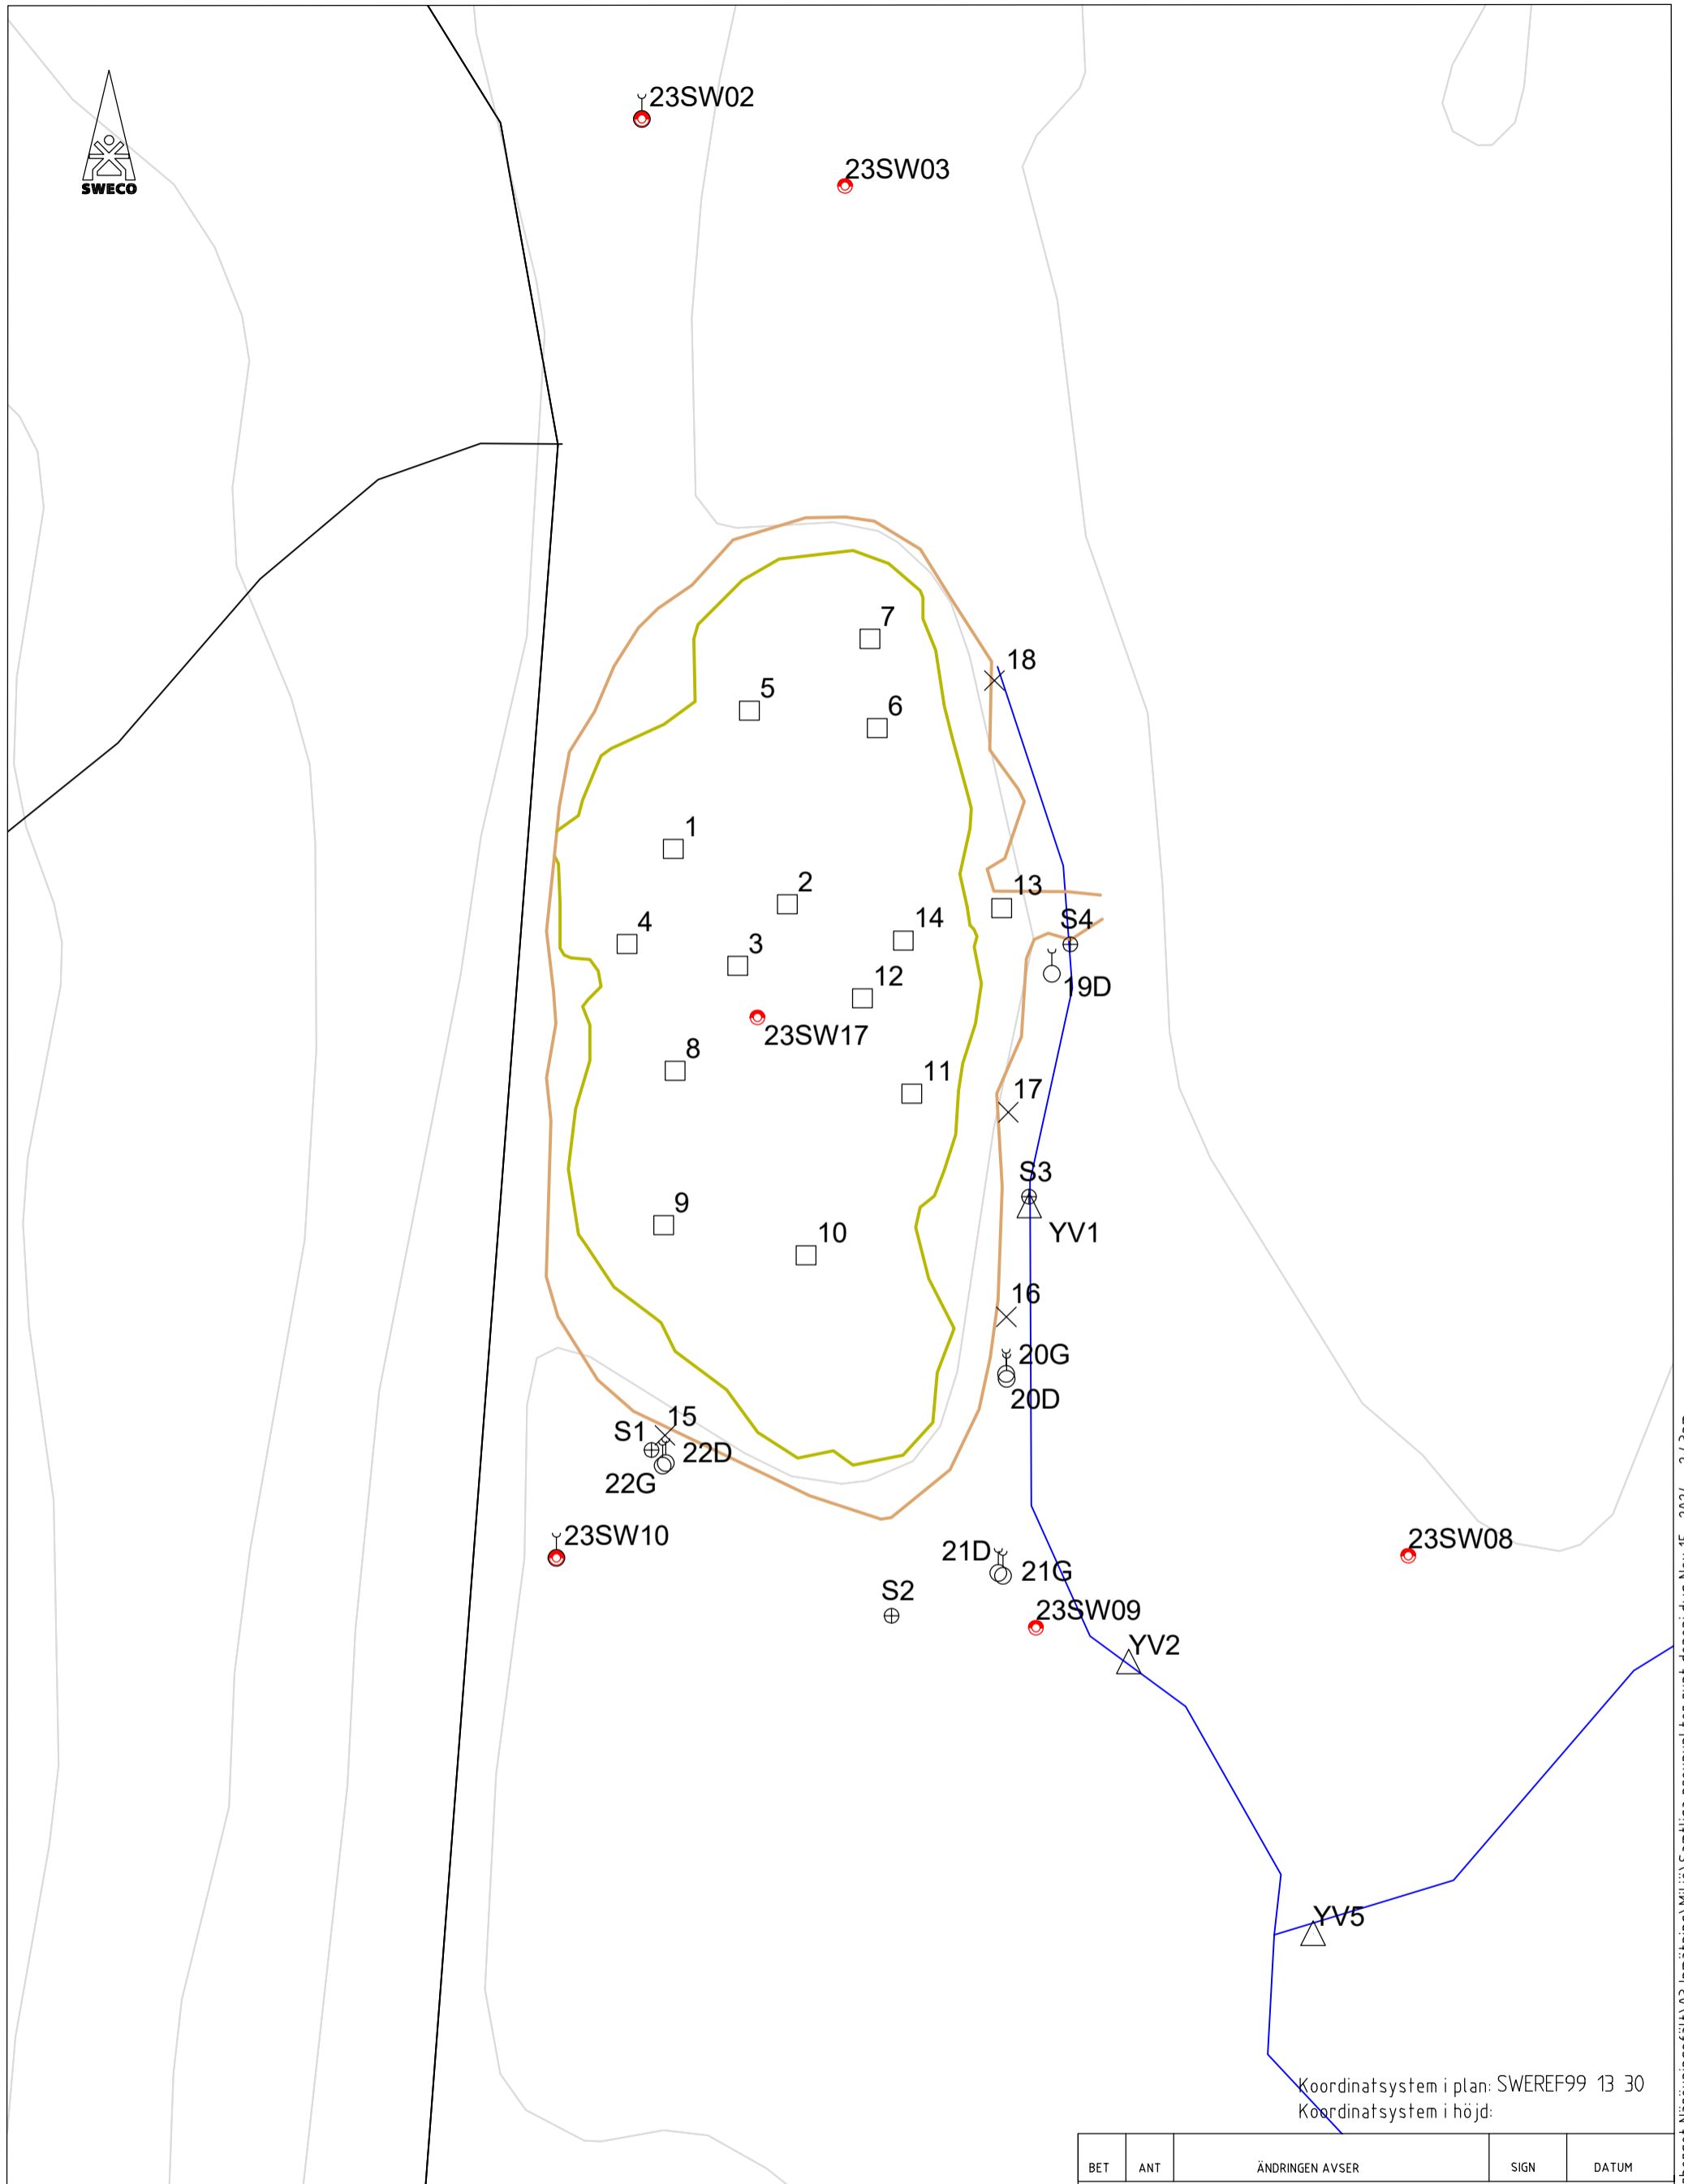 23SW02
23SW03
SWECO
7
18
5
6
1
2
13
14
S4
4
3
12
19D
23SW17
8
11
17
S3
9
YV1
10
16
20G
20D
15
S1
22D
22G
23SW10
23SW08
21D
21G
S2
23SW09
YV2
YV5
Koordinatsystem i plan: SWEREF99 13 30
Koordinatsystem i höjd:
BET ANT ÄNDRINGEN AVSER SIGN DATUM